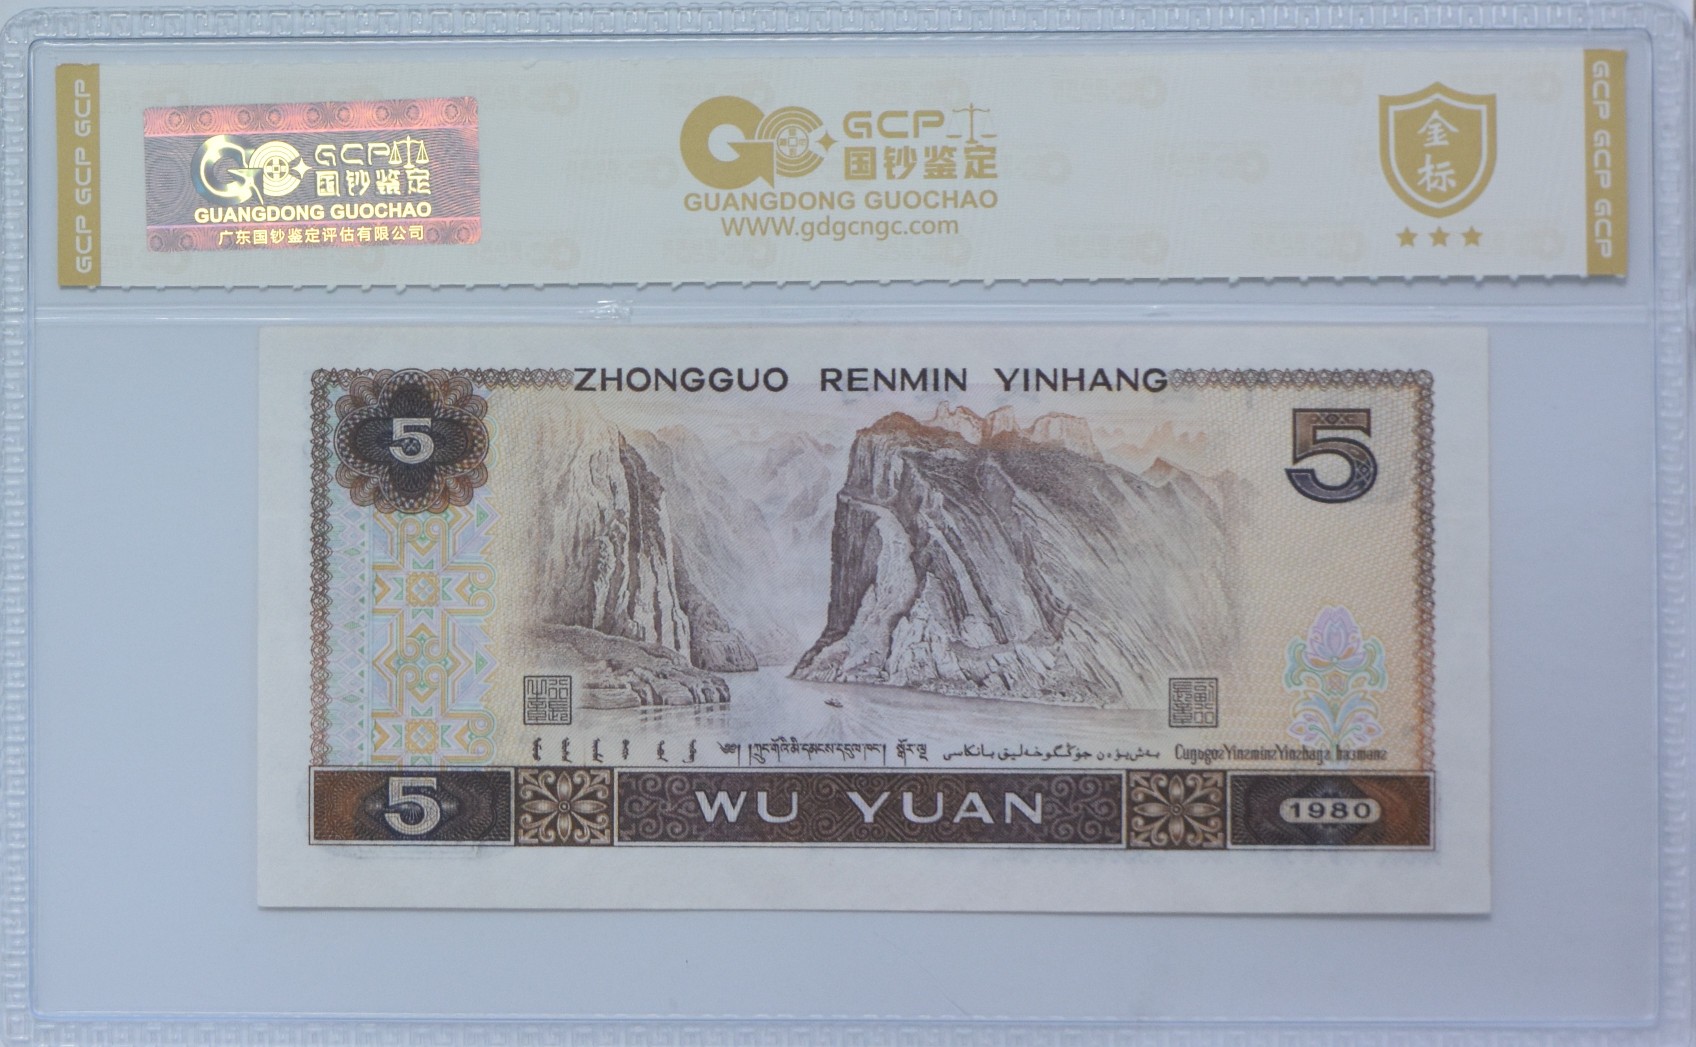 GCP GCP GCP
GCP
国钞鉴定
GUANGDONG GUOCHAO
广东国钞鉴定评估有限公司
GCP
国钞鉴定
GUANGDONG GUOCHAO
WWW.gdgcngc.com
金标
GCP GCP GCP
ZHONGGUO RENMIN YINHANG
5
5
5
WU YUAN
1980